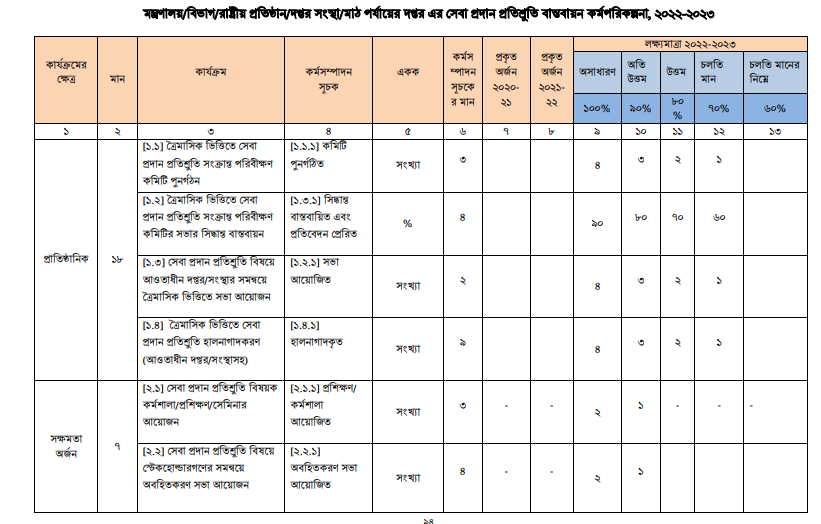 মন্ত্রণালয়/বিভাগ/রাষ্ট্রীয় প্রতিষ্ঠান/দপ্তর সংস্থা/মাঠ পর্যায়ের দপ্তর এর সেবা প্রদান প্রতিশ্রুতি বাস্তবায়ন কর্মপরিকল্পনা, ২০২২-২০২৩
কার্যক্রমের ক্ষেত্র মান কার্যক্রম কর্মসম্পাদন সূচক একক কর্মস ম্পাদন সূচকে র মান প্রকৃত অর্জন ২০২০-২১ প্রকৃত অর্জন ২০২১-২২ লক্ষ্যমাত্রা ২০২২-২০২৩
অসাধারণ অতি উত্তম উত্তম চলতি মান চলতি মানের নিম্নে
১০০% ৯০% ৮০% ৭০% ৬০%
১ ২ ৩ ৪ ৫ ৬ ৭ ৮ ৯ ১০ ১১ ১২ ১৩
প্রাতিষ্ঠানিক ১৮
[১.১] ত্রৈমাসিক ভিত্তিতে সেবা
প্রদান প্রতিশ্রুতি সংক্রান্ত পরিবীক্ষণ
কমিটি পুনর্গঠন
[১.১.১] কমিটি
পুনর্গঠিত
সংখ্যা ৩ ৪ ৩ ২ ১
[১.২] ত্রৈমাসিক ভিত্তিতে সেবা
প্রদান প্রতিশ্রুতি সংক্রান্ত পরিবীক্ষণ
কমিটির সভার সিদ্ধান্ত বাস্তবায়ন
[১.৩.১] সিদ্ধান্ত
বাস্তবায়িত এবং
প্রতিবেদন প্রেরিত
% ৪ ৯০ ৮০ ৭০ ৬০
[১.৩] সেবা প্রদান প্রতিশ্রুতি বিষয়ে
আওতাধীন দপ্তর/সংস্থার সমন্বয়ে
ত্রৈমাসিক ভিত্তিতে সভা আয়োজন
[১.২.১] সভা
আয়োজিত
সংখ্যা ২ ৪ ৩ ২ ১
[১.৪] ত্রৈমাসিক ভিত্তিতে সেবা
প্রদান প্রতিশ্রুতি হালনাগাদকরণ
(আওতাধীন দপ্তর/সংস্থাসহ)
[১.৪.১]
হালনাগাদকৃত
সংখ্যা ৯ ৪ ৩ ২ ১
সক্ষমতা
অর্জন
৭
[২.১] সেবা প্রদান প্রতিশ্রুতি বিষয়ক
কর্মশালা/প্রশিক্ষণ/সেমিনার
আয়োজন
[২.১.১] প্রশিক্ষণ/
কর্মশালা
আয়োজিত
সংখ্যা ৩ - - ২ ১ - - -
[২.২] সেবা প্রদান প্রতিশ্রুতি বিষয়ে
স্টেকহোল্ডারগণের সমন্বয়ে
অবহিতকরণ সভা আয়োজন
[২.২.১]
অবহিতকরণ সভা
আয়োজিত
সংখ্যা ৪ - - ২ ১
৯৪